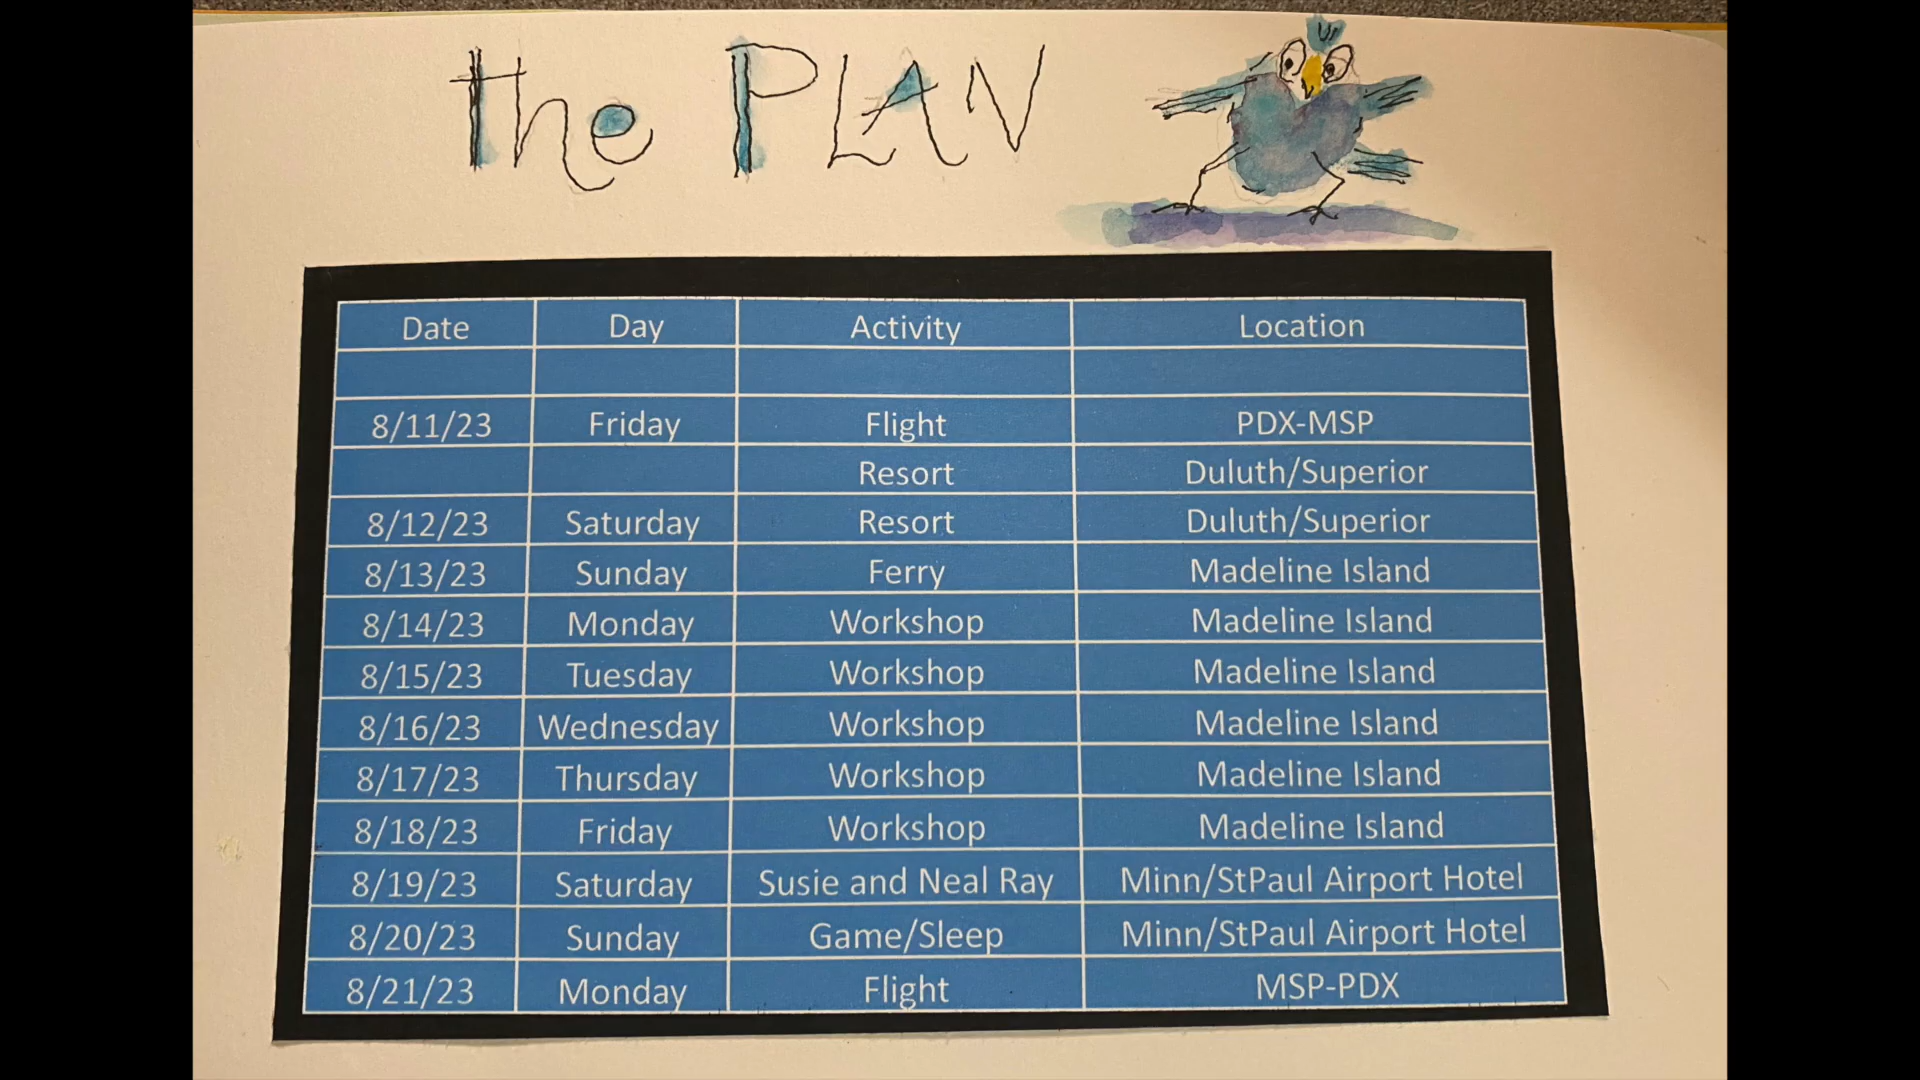 the PLAN
Date Day Activity Location
8/11/23 Friday Flight PDX-MSP
Resort Duluth/Superior
8/12/23 Saturday Resort Duluth/Superior
8/13/23 Sunday Ferry Madeline Island
8/14/23 Monday Workshop Madeline Island
8/15/23 Tuesday Workshop Madeline Island
8/16/23 Wednesday Workshop Madeline Island
8/17/23 Thursday Workshop Madeline Island
8/18/23 Friday Workshop Madeline Island
8/19/23 Saturday Susie and Neal Ray Minn/StPaul Airport Hotel
8/20/23 Sunday Game/Sleep Minn/StPaul Airport Hotel
8/21/23 Monday Flight MSP-PDX